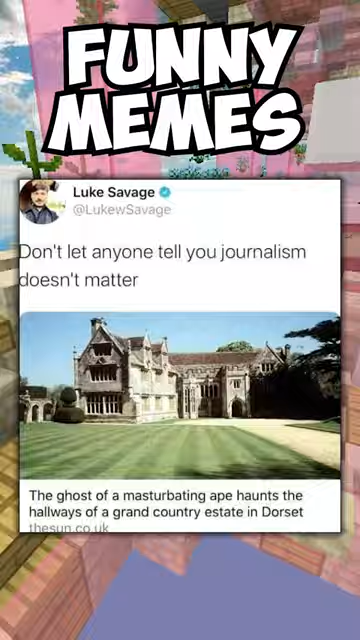 FUNNY
MEMES
Luke Savage
@LukewSavage
Don't let anyone tell you journalism
doesn't matter
The ghost of a masturbating ape haunts the
hallways of a grand country estate in Dorset
thesun.co.uk